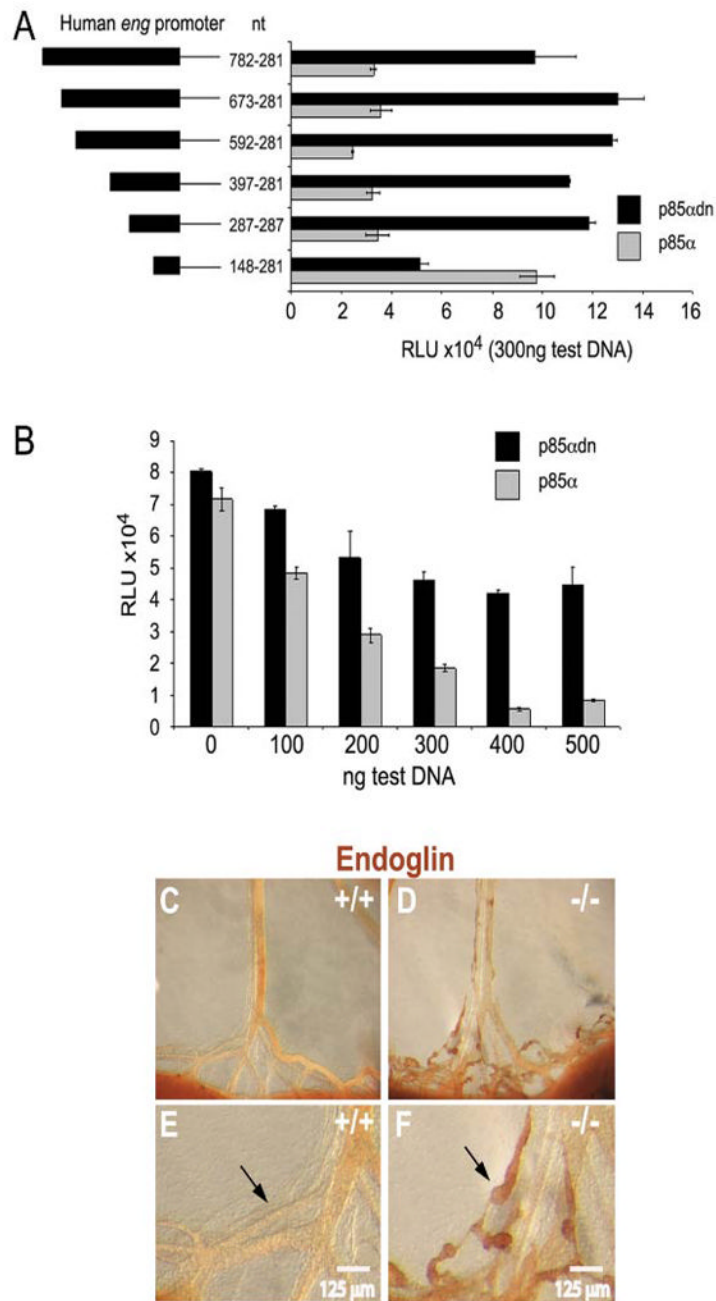 A
Human eng promoter nt
782-281
673-281
592-281
397-281
287-287
148-281
p85αdn
p85α
0 2 4 6 8 10 12 14 16
RLU x10⁴ (300ng test DNA)
B
9
8
7
6
5
4
3
2
1
0
RLU x10⁴
p85αdn
p85α
0 100 200 300 400 500
ng test DNA
Endoglin
C +/+
D -/-
E +/+
125 µm
F -/-
125 µm